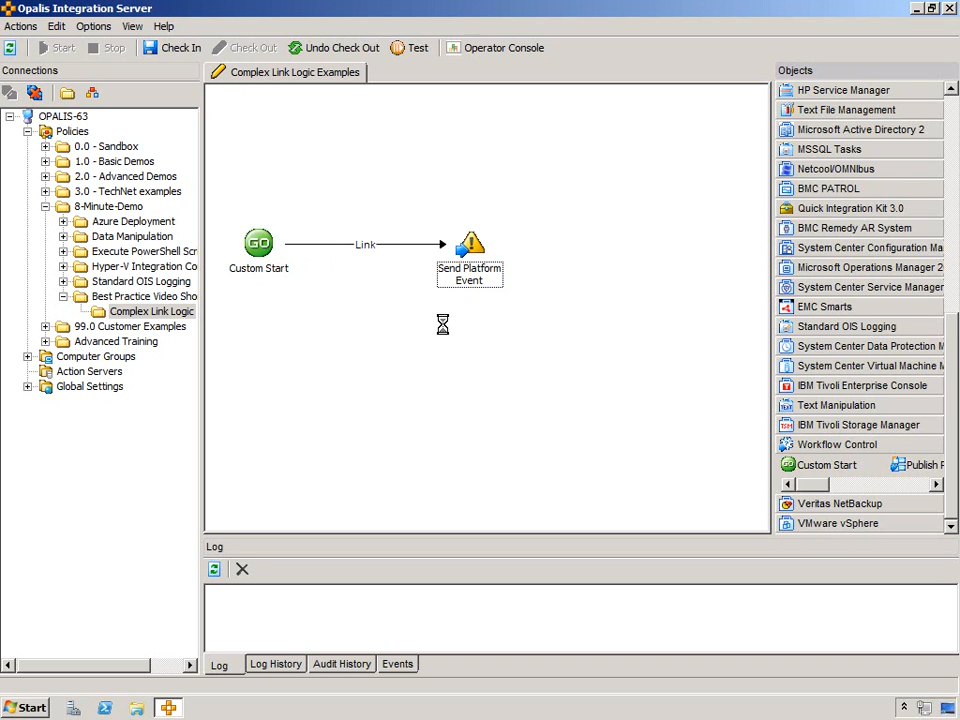 Opalis Integration Server
Actions Edit Options View Help
Start Stop Check In Check Out Undo Check Out Test Operator Console
Connections
OPALIS-63
Policies
0.0 - Sandbox
1.0 - Basic Demos
2.0 - Advanced Demos
3.0 - TechNet examples
8-Minute-Demo
Azure Deployment
Data Manipulation
Execute PowerShell Scr
Hyper-V Integration Co
Standard OIS Logging
Best Practice Video Sho
Complex Link Logic
99.0 Customer Examples
Advanced Training
Computer Groups
Action Servers
Global Settings
Complex Link Logic Examples
GO
Link
Custom Start
Send Platform
Event
Objects
HP Service Manager
Text File Management
Microsoft Active Directory 2
MSSQL Tasks
Netcool/OMNIbus
BMC PATROL
Quick Integration Kit 3.0
BMC Remedy AR System
System Center Configuration Ma
Microsoft Operations Manager 2
System Center Service Manager
EMC Smarts
Standard OIS Logging
System Center Data Protection M
System Center Virtual Machine M
IBM Tivoli Enterprise Console
Text Manipulation
IBM Tivoli Storage Manager
Workflow Control
GO Custom Start Publish F
Veritas NetBackup
VMware vSphere
Log
Log Log History Audit History Events
Start